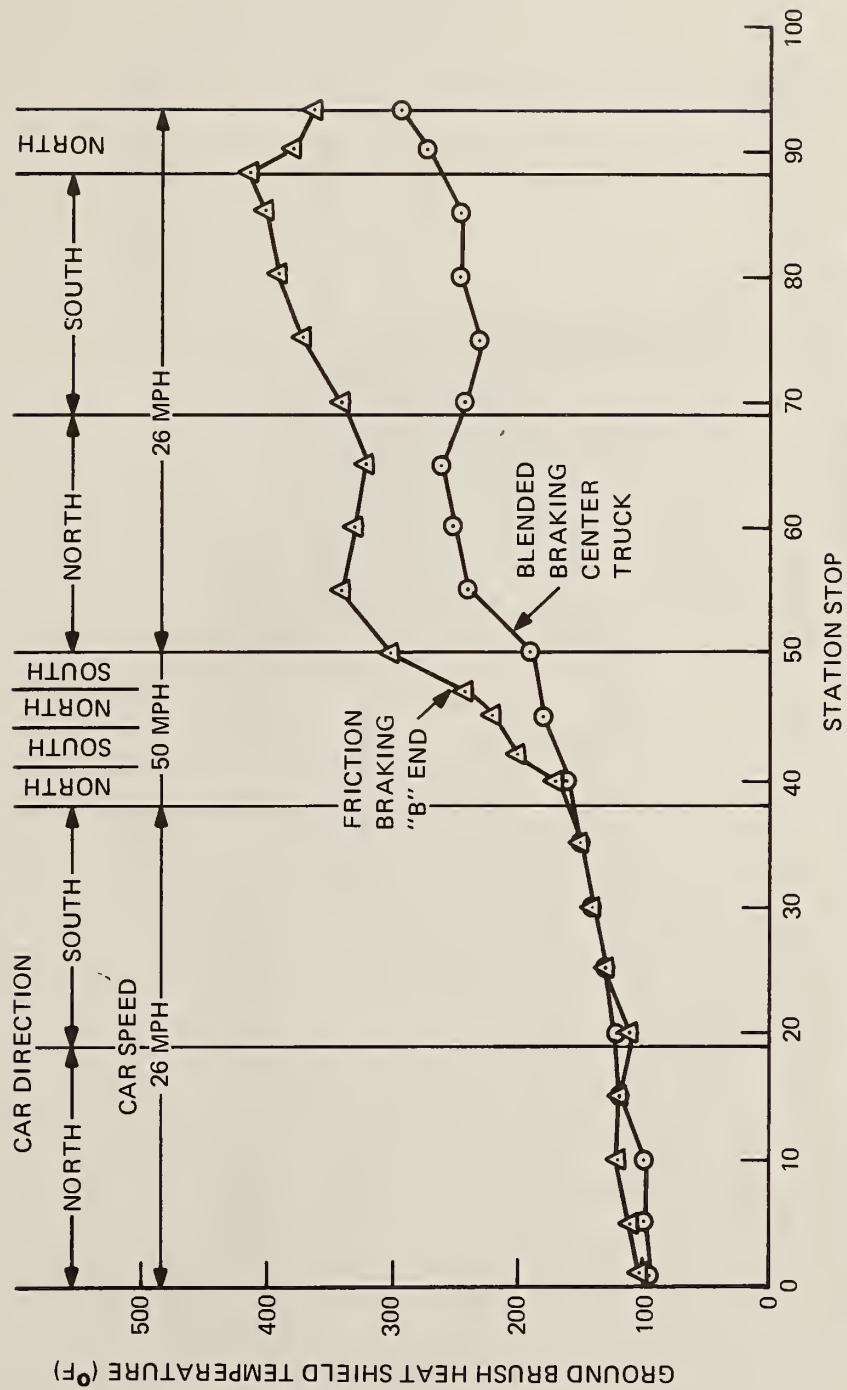 CAR DIRECTION
NORTH
SOUTH
NORTH
SOUTH
NORTH
SOUTH
NORTH
SOUTH
NORTH
CAR SPEED
26 MPH
50 MPH
26 MPH
GROUND BRUSH HEAT SHIELD TEMPERATURE (°F)
500
400
300
200
100
0
FRICTION
BRAKING
"B" END
BLENDED
BRAKING
CENTER
TRUCK
0 10 20 30 40 50 60 70 80 90 100
STATION STOP